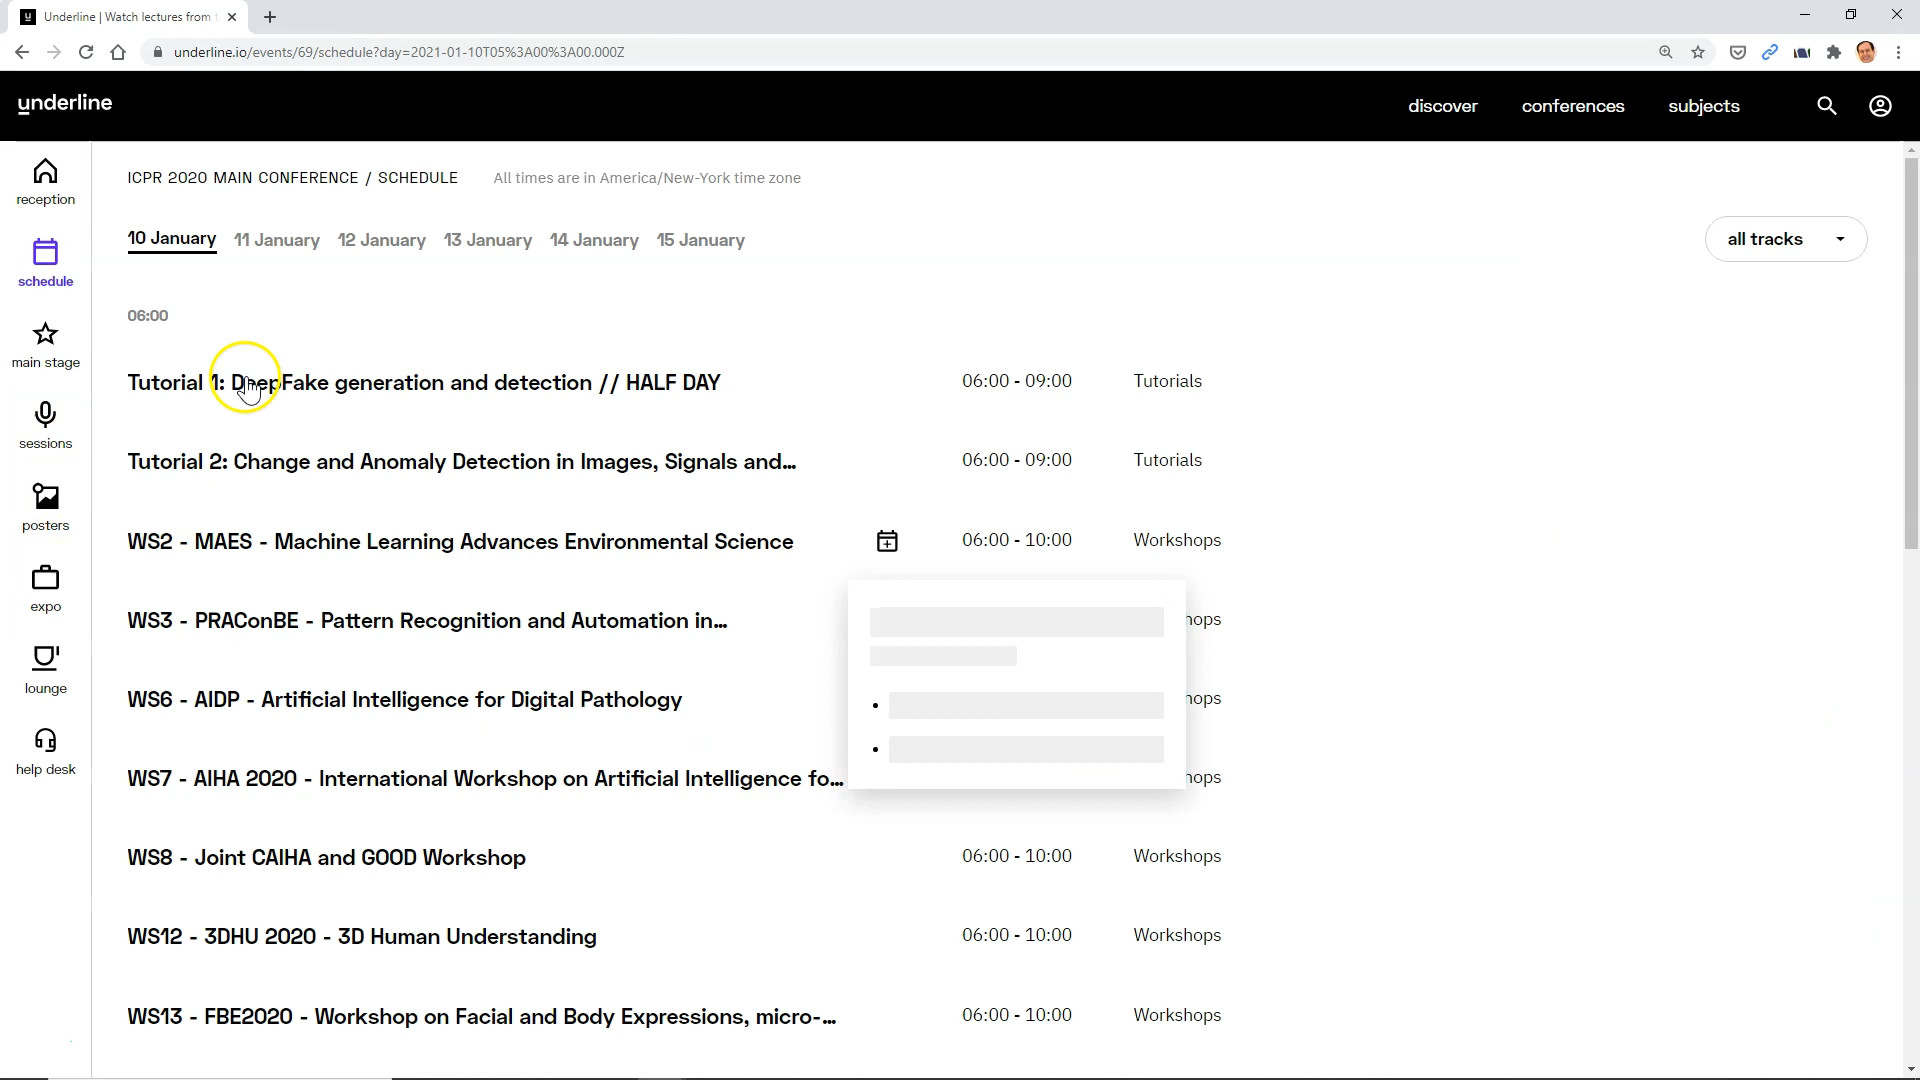 Underline | Watch lectures from
underline.io/events/69/schedule?day=2021-01-10T05%3A00%3A00.000Z
underline
discover conferences subjects
reception
schedule
main stage
sessions
posters
expo
lounge
help desk
ICPR 2020 MAIN CONFERENCE / SCHEDULE All times are in America/New-York time zone
10 January 11 January 12 January 13 January 14 January 15 January all tracks
06:00
Tutorial 1: DeepFake generation and detection // HALF DAY 06:00 - 09:00 Tutorials
Tutorial 2: Change and Anomaly Detection in Images, Signals and... 06:00 - 09:00 Tutorials
WS2 - MAES - Machine Learning Advances Environmental Science 06:00 - 10:00 Workshops
WS3 - PRAConBE - Pattern Recognition and Automation in...
WS6 - AIDP - Artificial Intelligence for Digital Pathology
WS7 - AIHA 2020 - International Workshop on Artificial Intelligence fo...
WS8 - Joint CAIHA and GOOD Workshop 06:00 - 10:00 Workshops
WS12 - 3DHU 2020 - 3D Human Understanding 06:00 - 10:00 Workshops
WS13 - FBE2020 - Workshop on Facial and Body Expressions, micro-... 06:00 - 10:00 Workshops